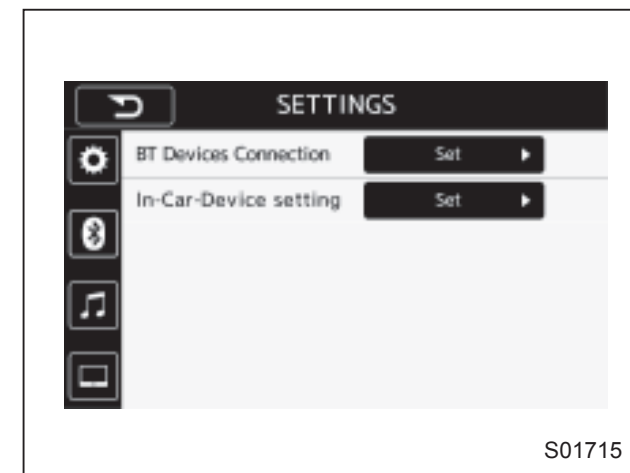 SETTINGS
BT Devices Connection Set
In-Car-Device setting Set
S01715